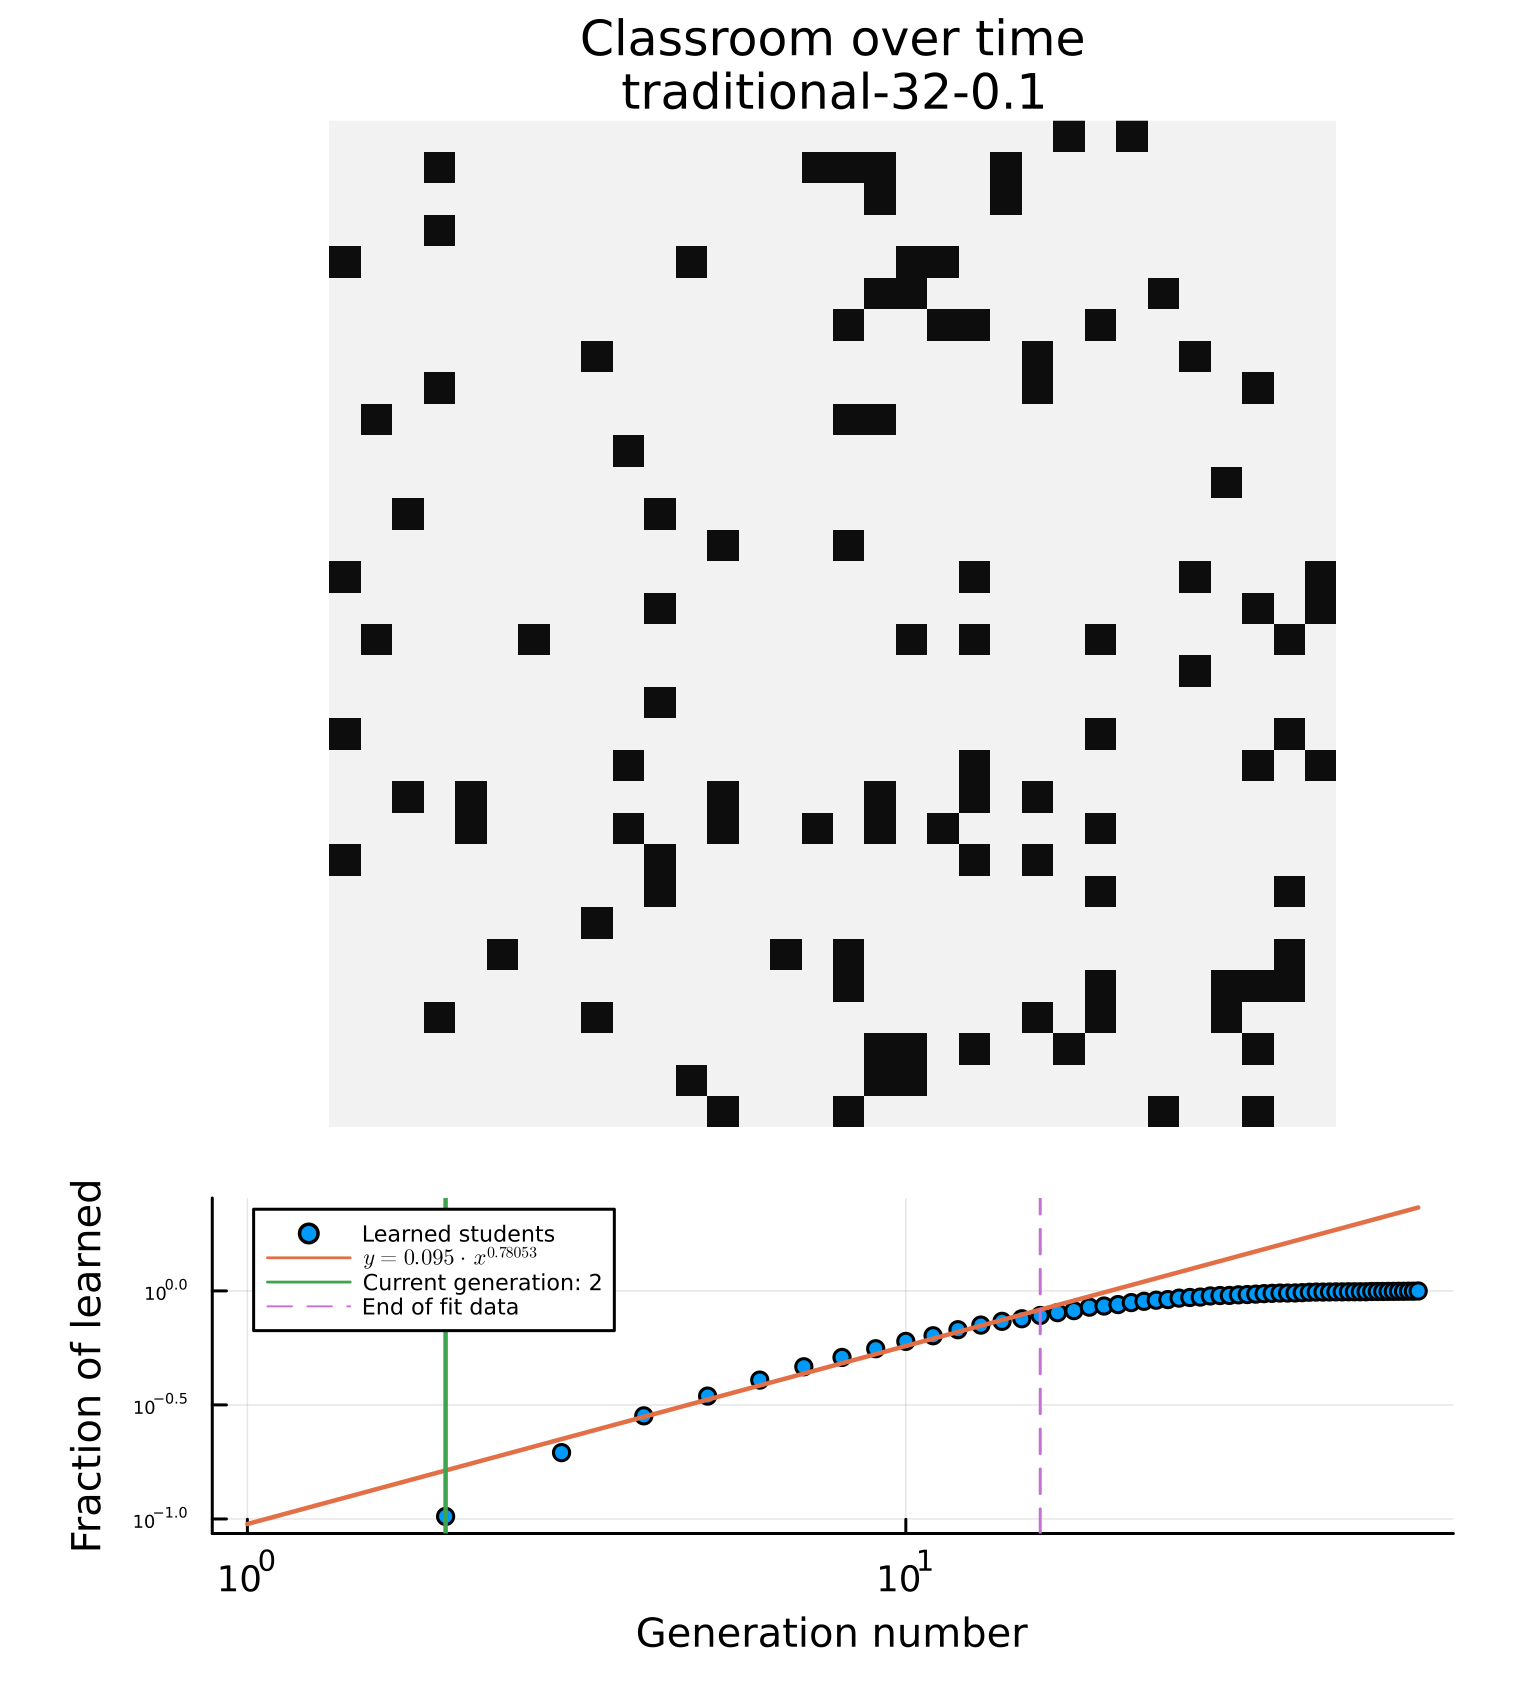 Classroom over time
traditional-32-0.1
Fraction of learned
Learned students
y = 0.095 · x^0.78053
Current generation: 2
End of fit data
10^0.0
10^−0.5
10^−1.0
10^0
10^1
Generation number